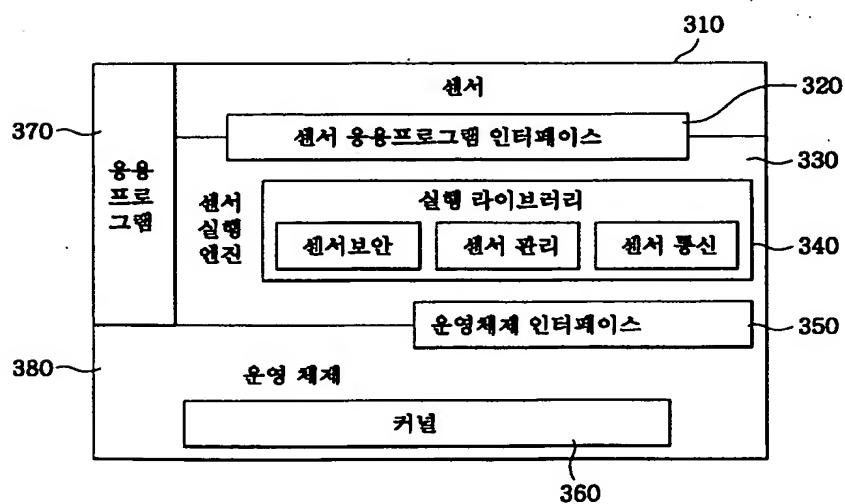 310
센서
320
센서 응용프로그램 인터페이스
370
330
응용
프로
그램
센서
실행
엔진
실행 라이브러리
센서보안
센서 관리
센서 통신
340
운영체제 인터페이스
350
380
운영 체제
커널
360